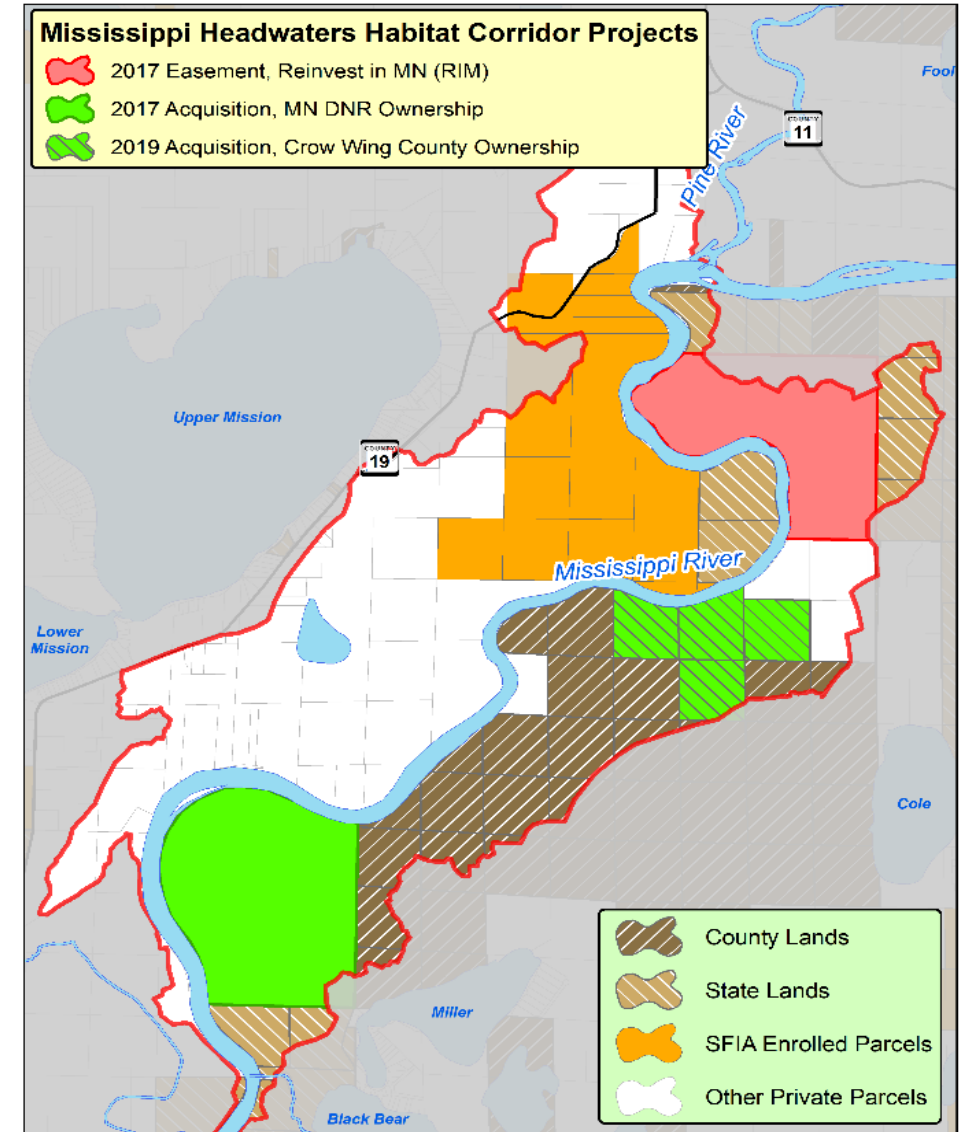 Mississippi Headwaters Habitat Corridor Projects
2017 Easement, Reinvest in MN (RIM)
2017 Acquisition, MN DNR Ownership
2019 Acquisition, Crow Wing County Ownership
Fool
COUNTY
11
Pine River
Upper Mission
COUNTY
19
Mississippi River
Lower
Mission
Cole
Miller
Black Bear
County Lands
State Lands
SFIA Enrolled Parcels
Other Private Parcels